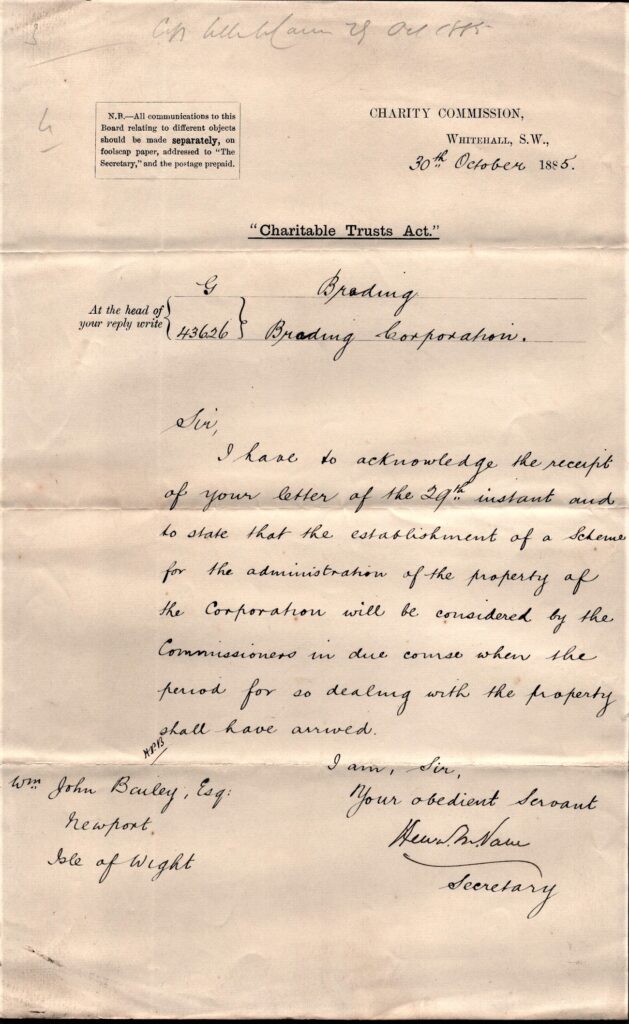 29 Oct 1885
N.B.—All communications to this
Board relating to different objects
should be made separately, on
foolscap paper, addressed to "The
Secretary," and the postage prepaid.
CHARITY COMMISSION,
WHITEHALL, S.W.,
30th October 1885.
"Charitable Trusts Act."
At the head of
your reply write
G
43626
Brading
Brading Corporation.
Sir,
I have to acknowledge the receipt
of your letter of the 29th instant and
to state that the establishment of a Scheme
for the administration of the property of
the Corporation will be considered by the
Commissioners in due course when the
period for so dealing with the property
shall have arrived.
I am, Sir,
Your obedient Servant
Secretary
Wm John Bailey, Esq:
Newport,
Isle of Wight